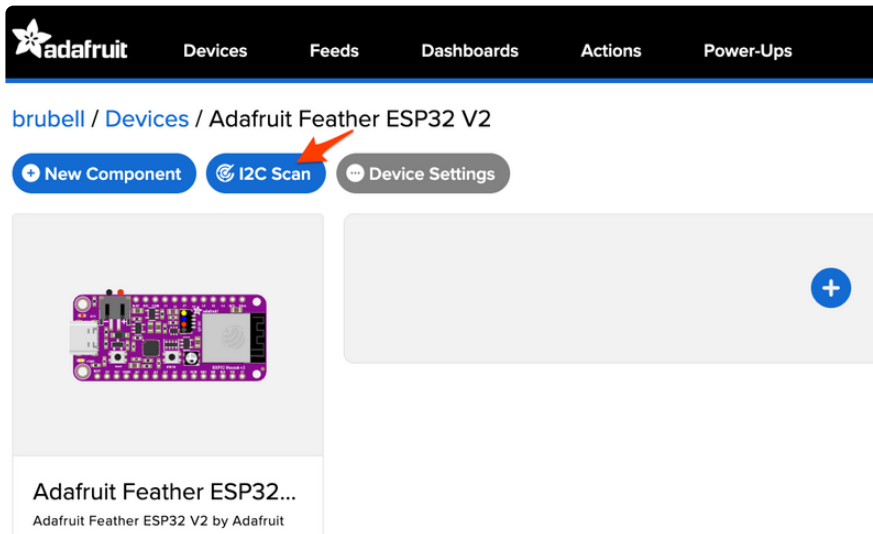 adafruit Devices Feeds Dashboards Actions Power-Ups
brubell / Devices / Adafruit Feather ESP32 V2
New Component I2C Scan Device Settings
Adafruit Feather ESP32...
Adafruit Feather ESP32 V2 by Adafruit